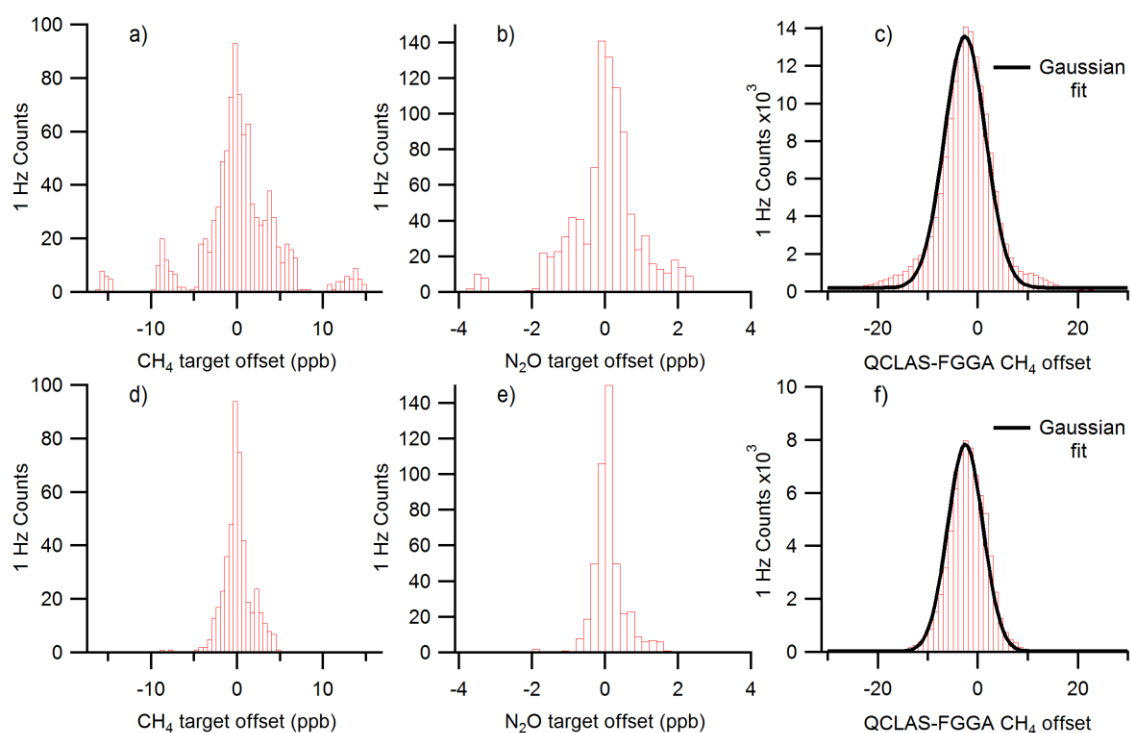 a)
1 Hz Counts
100
80
60
40
20
0
-10
0
10
CH₄ target offset (ppb)
b)
1 Hz Counts
140
120
100
80
60
40
20
0
-4
-2
0
2
4
N₂O target offset (ppb)
c)
1 Hz Counts x10^3
14
12
10
8
6
4
2
0
-20
0
20
QCLAS-FGGA CH₄ offset
Gaussian
fit
d)
1 Hz Counts
100
80
60
40
20
0
-10
0
10
CH₄ target offset (ppb)
e)
1 Hz Counts
140
120
100
80
60
40
20
0
-4
-2
0
2
4
N₂O target offset (ppb)
f)
1 Hz Counts x10^3
10
8
6
4
2
0
-20
0
20
QCLAS-FGGA CH₄ offset
Gaussian
fit